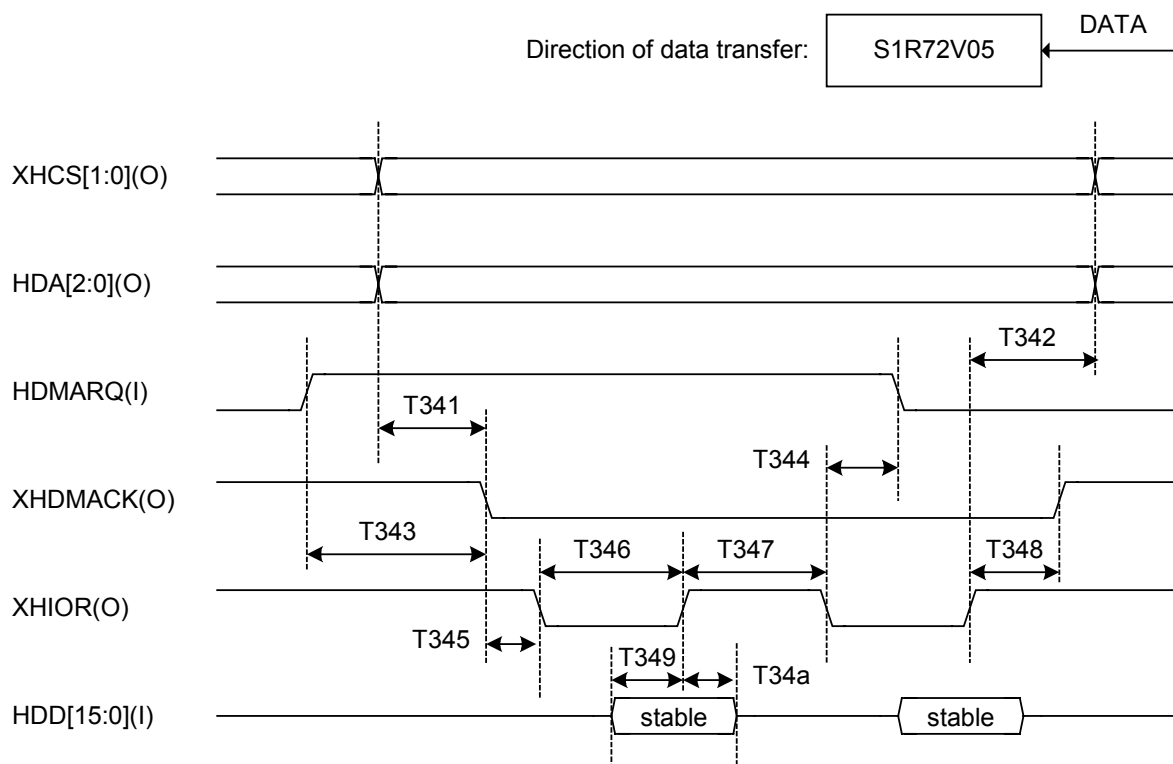 DATA
Direction of data transfer: S1R72V05
XHCS[1:0](O)
HDA[2:0](O)
T342
HDMARQ(I)
T341
T344
XHDMACK(O)
T343 T346 T347 T348
XHIOR(O)
T345 T349 T34a
HDD[15:0](I) stable stable